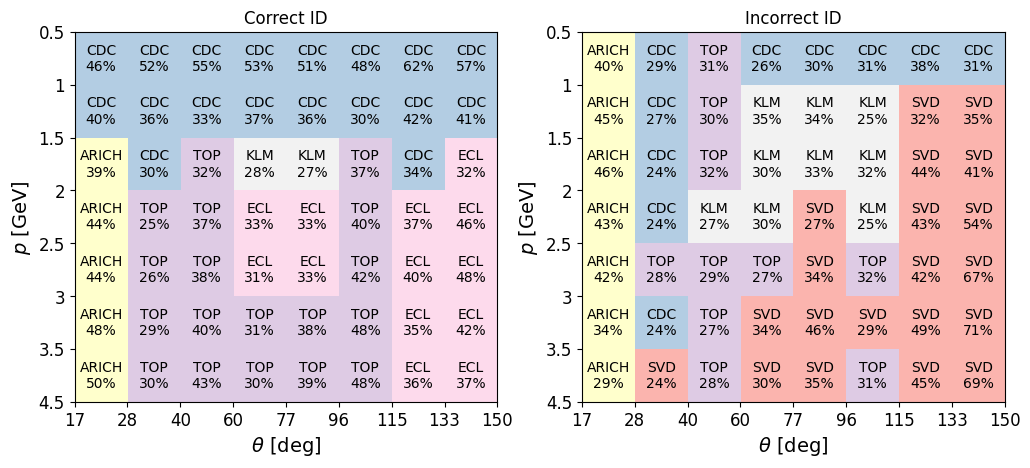 Correct ID
Incorrect ID
0.5
1
1.5
2
2.5
3
3.5
4.5
p [GeV]
CDC CDC CDC CDC CDC CDC CDC CDC
46% 52% 55% 53% 51% 48% 62% 57%
CDC CDC CDC CDC CDC CDC CDC CDC
40% 36% 33% 37% 36% 30% 42% 41%
ARICH CDC TOP KLM KLM TOP CDC ECL
39% 30% 32% 28% 27% 37% 34% 32%
ARICH TOP TOP ECL ECL TOP ECL ECL
44% 25% 37% 33% 33% 40% 37% 46%
ARICH TOP TOP ECL ECL TOP ECL ECL
44% 26% 38% 31% 33% 42% 40% 48%
ARICH TOP TOP TOP TOP TOP ECL ECL
48% 29% 40% 31% 38% 48% 35% 42%
ARICH TOP TOP TOP TOP TOP ECL ECL
50% 30% 43% 30% 39% 48% 36% 37%
17 28 40 60 77 96 115 133 150
θ [deg]
0.5
1
1.5
2
2.5
3
3.5
4.5
p [GeV]
ARICH CDC TOP CDC CDC CDC CDC CDC
40% 29% 31% 26% 30% 31% 38% 31%
ARICH CDC TOP KLM KLM KLM SVD SVD
45% 27% 30% 35% 34% 25% 32% 35%
ARICH CDC TOP KLM KLM KLM SVD SVD
46% 24% 32% 30% 33% 32% 44% 41%
ARICH CDC KLM KLM SVD KLM SVD SVD
43% 24% 27% 30% 27% 25% 43% 54%
ARICH TOP TOP TOP SVD TOP SVD SVD
42% 28% 29% 27% 34% 32% 42% 67%
ARICH CDC TOP SVD SVD SVD SVD SVD
34% 24% 27% 34% 46% 29% 49% 71%
ARICH SVD TOP SVD SVD TOP SVD SVD
29% 24% 28% 30% 35% 31% 45% 69%
17 28 40 60 77 96 115 133 150
θ [deg]